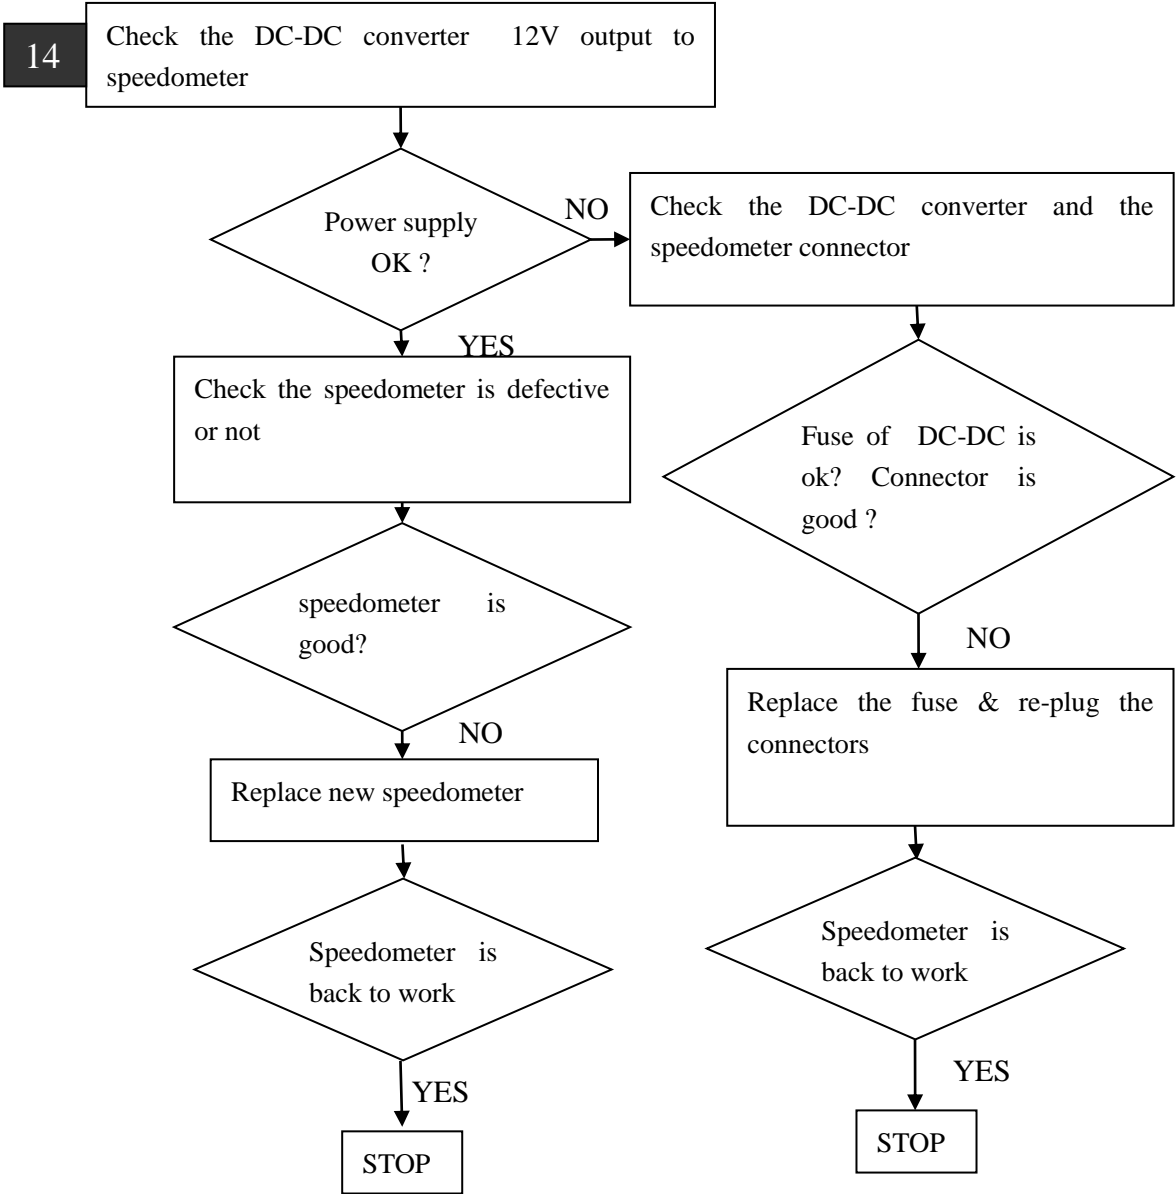 14
Check the DC-DC converter 12V output to
speedometer
Power supply
OK ?
NO
Check the DC-DC converter and the
speedometer connector
YES
Check the speedometer is defective
or not
Fuse of DC-DC is
ok? Connector is
good ?
speedometer is
good?
NO
Replace the fuse & re-plug the
connectors
NO
Replace new speedometer
Speedometer is
back to work
Speedometer is
back to work
YES
YES
STOP
STOP